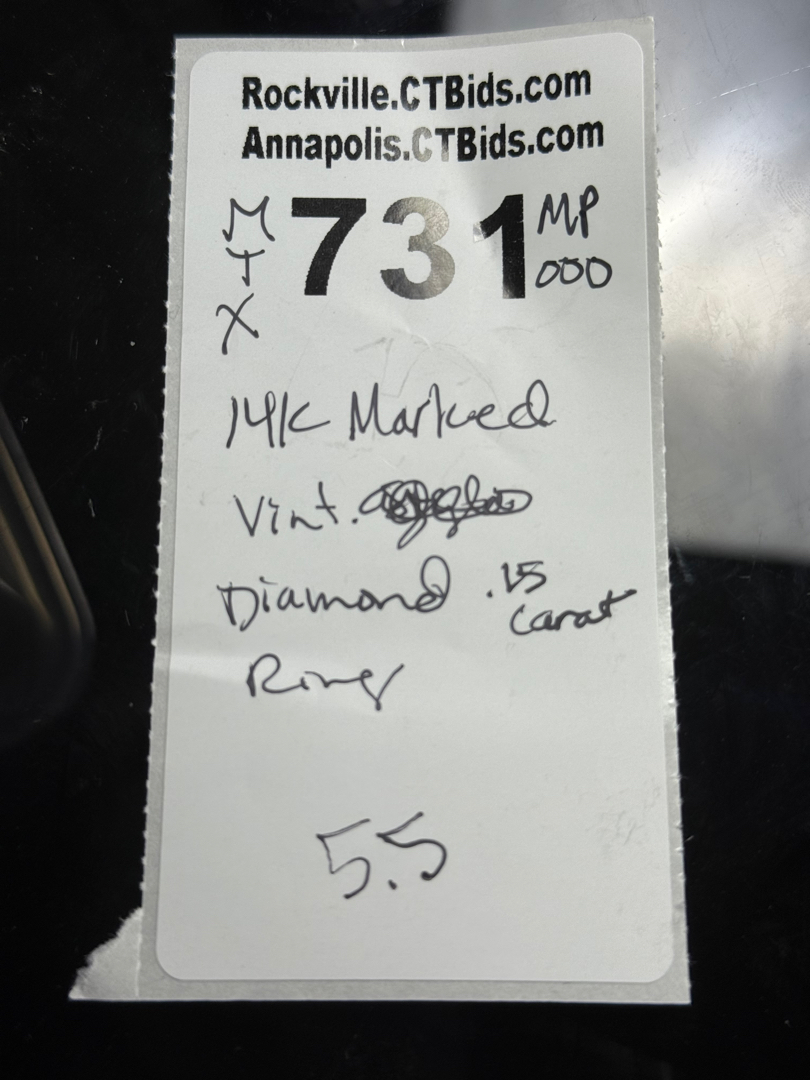 Rockville.CTBids.com
Annapolis.CTBids.com
M
T
X
731
MP
000
14K Marked
Vint.
Diamond .15
carat
Ring
5.5